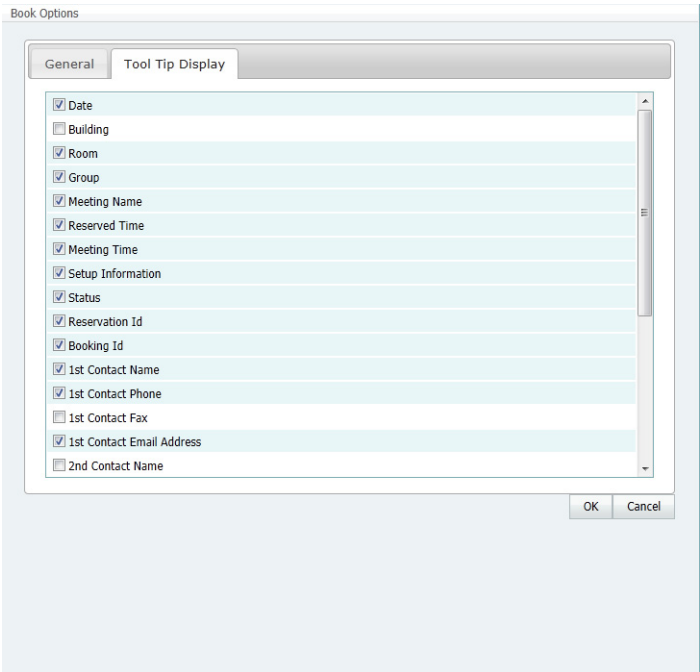 Book Options
General Tool Tip Display
Date
Building
Room
Group
Meeting Name
Reserved Time
Meeting Time
Setup Information
Status
Reservation Id
Booking Id
1st Contact Name
1st Contact Phone
1st Contact Fax
1st Contact Email Address
2nd Contact Name
OK Cancel